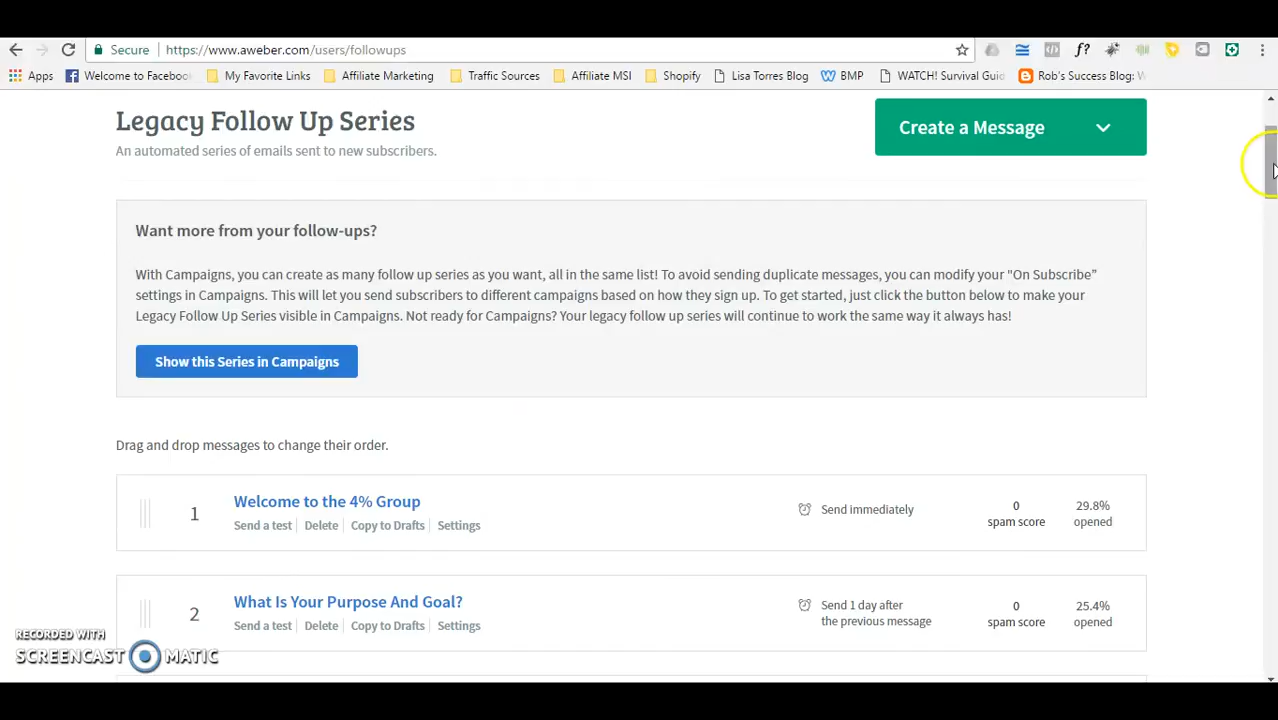 Secure https://www.aweber.com/users/followups
Apps Welcome to Facebo My Favorite Links Affiliate Marketing Traffic Sources Affiliate MSI Shopify Lisa Torres Blog BMP WATCH! Survival Guid Rob's Success Blog: W
f?
Legacy Follow Up Series
Create a Message
An automated series of emails sent to new subscribers.
Want more from your follow-ups?
With Campaigns, you can create as many follow up series as you want, all in the same list! To avoid sending duplicate messages, you can modify your "On Subscribe”
settings in Campaigns. This will let you send subscribers to different campaigns based on how they sign up. To get started, just click the button below to make your
Legacy Follow Up Series visible in Campaigns. Not ready for Campaigns? Your legacy follow up series will continue to work the same way it always has!
Show this Series in Campaigns
Drag and drop messages to change their order.
1 Welcome to the 4% Group
Send a test Delete Copy to Drafts Settings
Send immediately
0
spam score
29.8%
opened
2 What Is Your Purpose And Goal?
Send a test Delete Copy to Drafts Settings
Send 1 day after
the previous message
0
spam score
25.4%
opened
RECORDED WITH
SCREENCAST MATIC